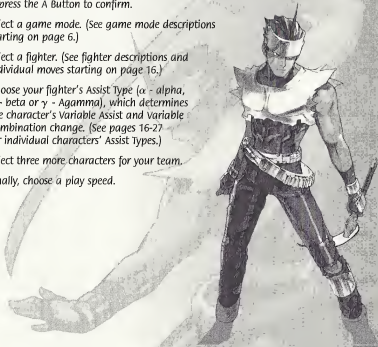 press the A Button to confirm.
ect a game mode. (See game mode descriptions
arting on page 6.)
ect a fighter. (See fighter descriptions and
dividual moves starting on page 16.)
oose your fighter's Assist Type (α - alpha,
- beta or γ - Agamma), which determines
e character's Variable Assist and Variable
mbination change. (See pages 16-27
r individual characters' Assist Types.)
ect three more characters for your team.
nally, choose a play speed.